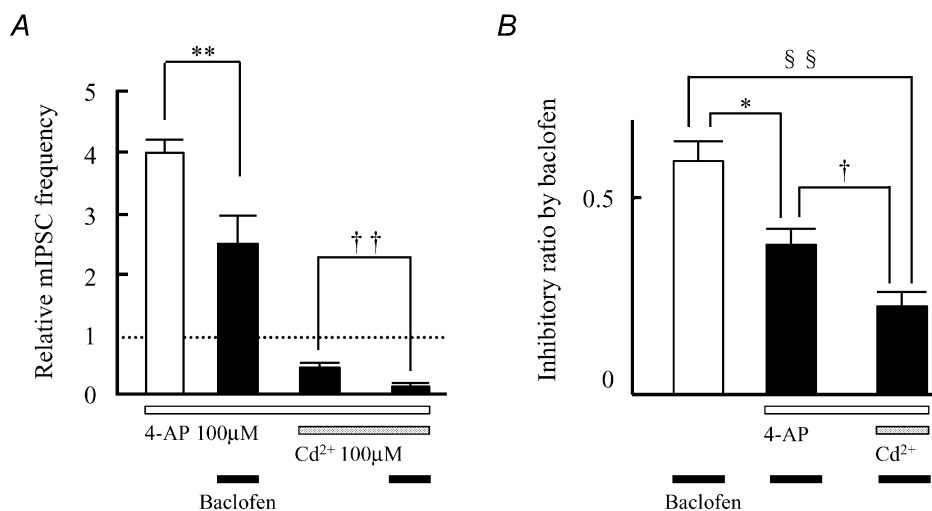 A
**
5
4
3
2
1
0
Relative mIPSC frequency
††
4-AP 100μM
Cd²⁺ 100μM
Baclofen
B
§ §
*
†
0.5
0
Inhibitory ratio by baclofen
4-AP
Cd²⁺
Baclofen